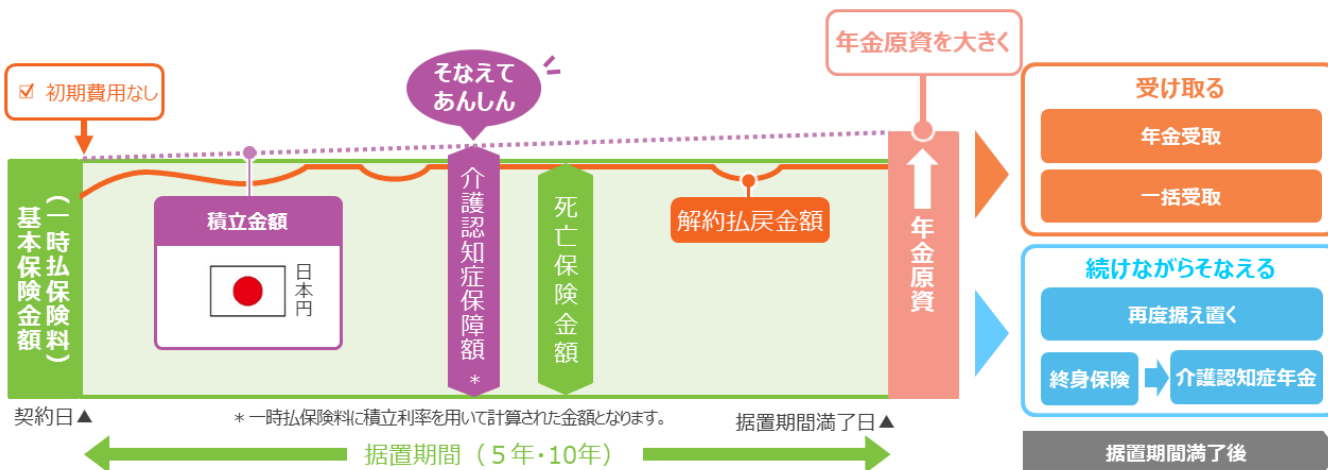 年金原資を大きく
☑ 初期費用なし
そなえて
あんしん
基本保険金額
(一時払保険料)
積立金額
日本円
介護認知症保障額 *
死亡保険金額
解約払戻金額
年金原資
受け取る
年金受取
一括受取
続けながらそなえる
再度据え置く
終身保険
介護認知症年金
契約日▲
* 一時払保険料に積立利率を用いて計算された金額となります。
据置期間満了日▲
据置期間(5年・10年)
据置期間満了後